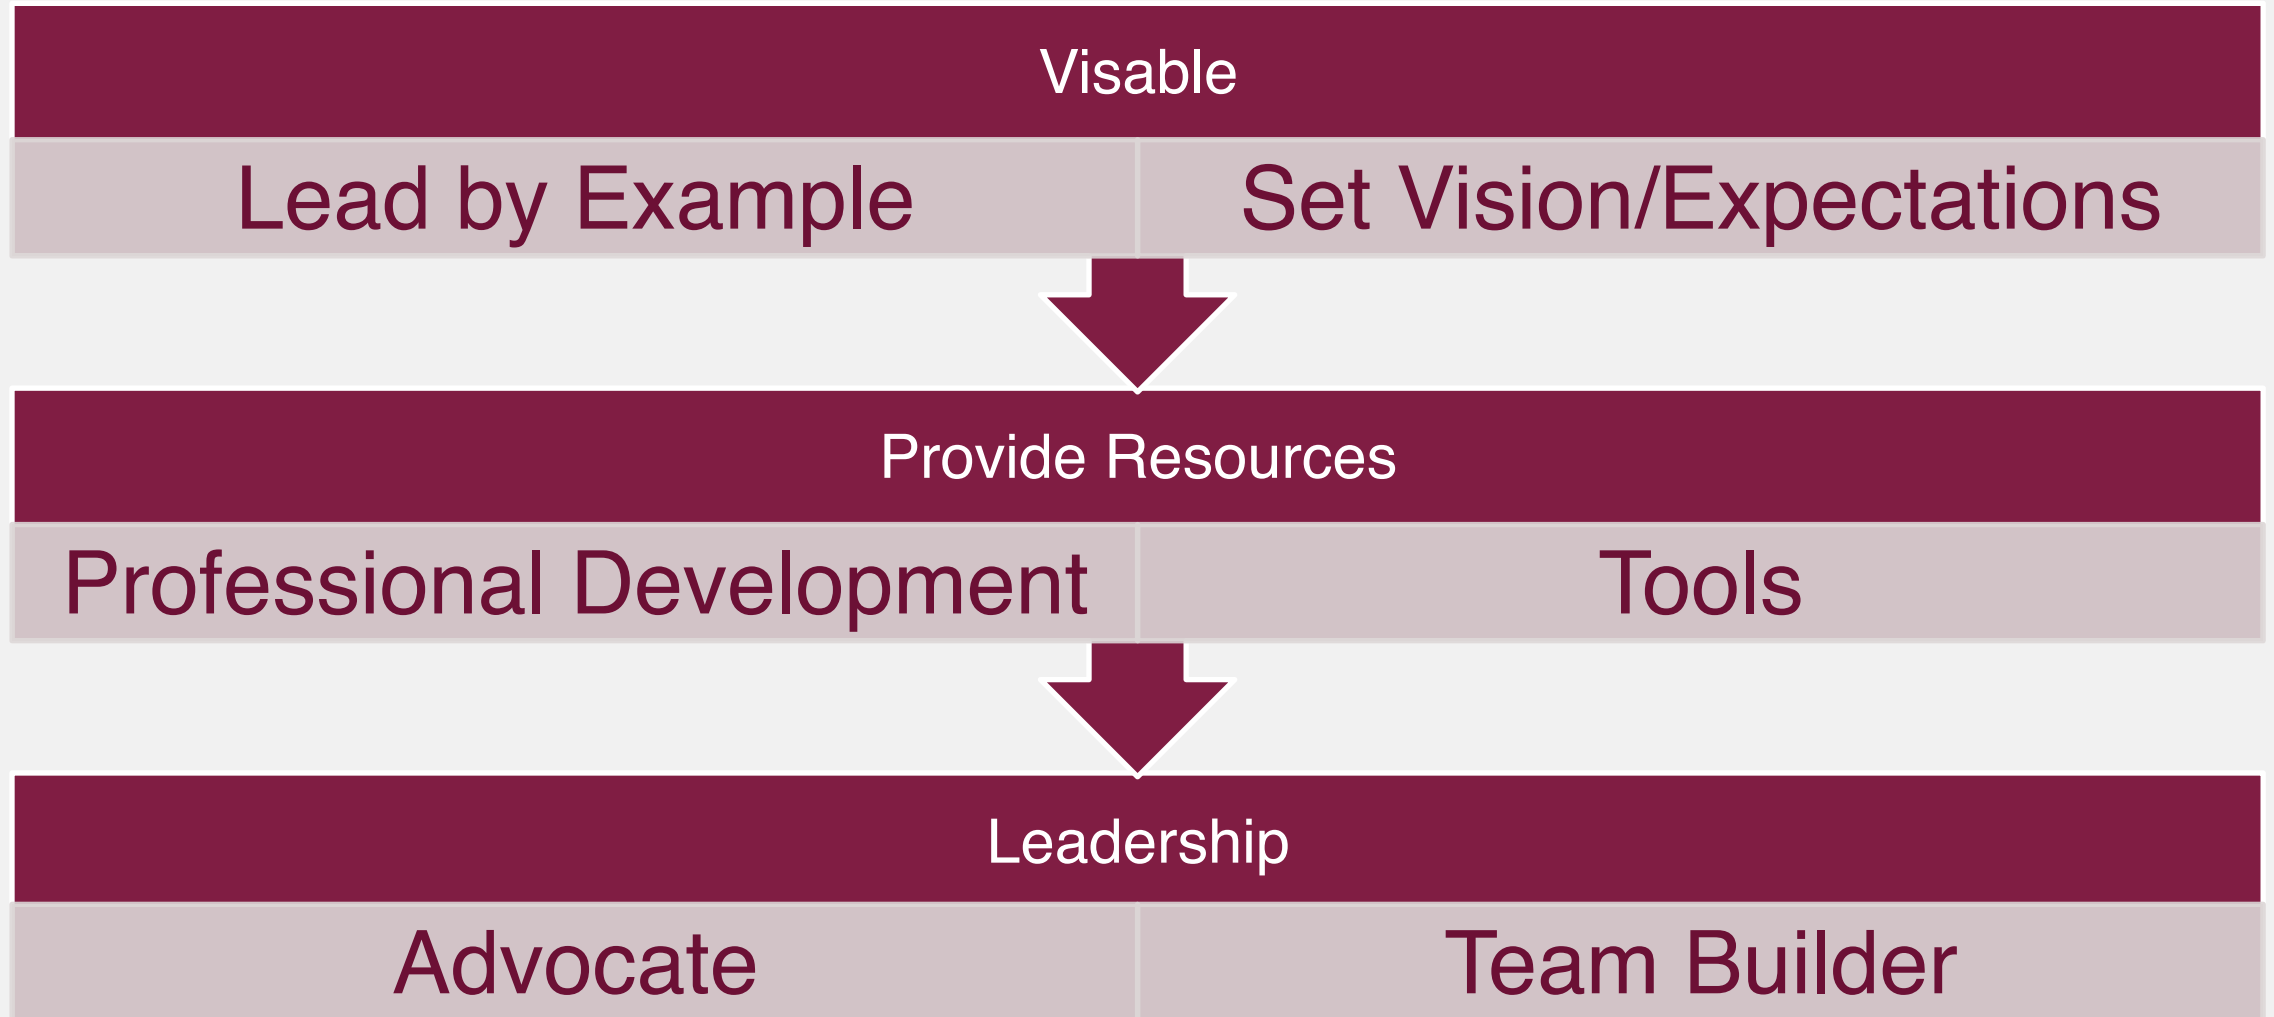 Visable
Lead by Example
Set Vision/Expectations
Provide Resources
Professional Development
Tools
Leadership
Advocate
Team Builder